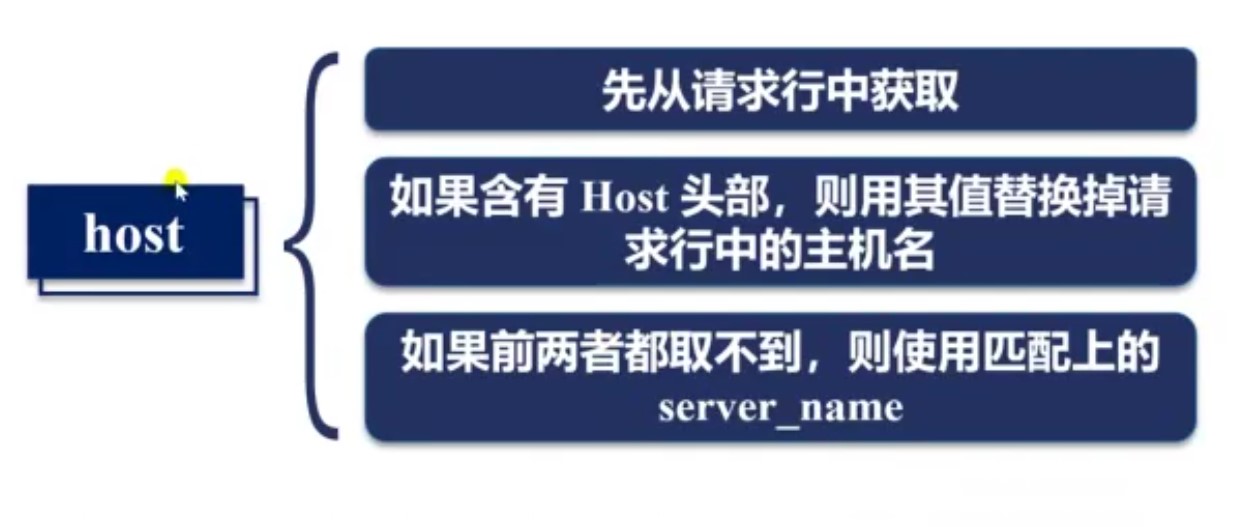 host
先从请求行中获取
如果含有 Host 头部，则用其值替换掉请
求行中的主机名
如果前两者都取不到，则使用匹配上的
server_name